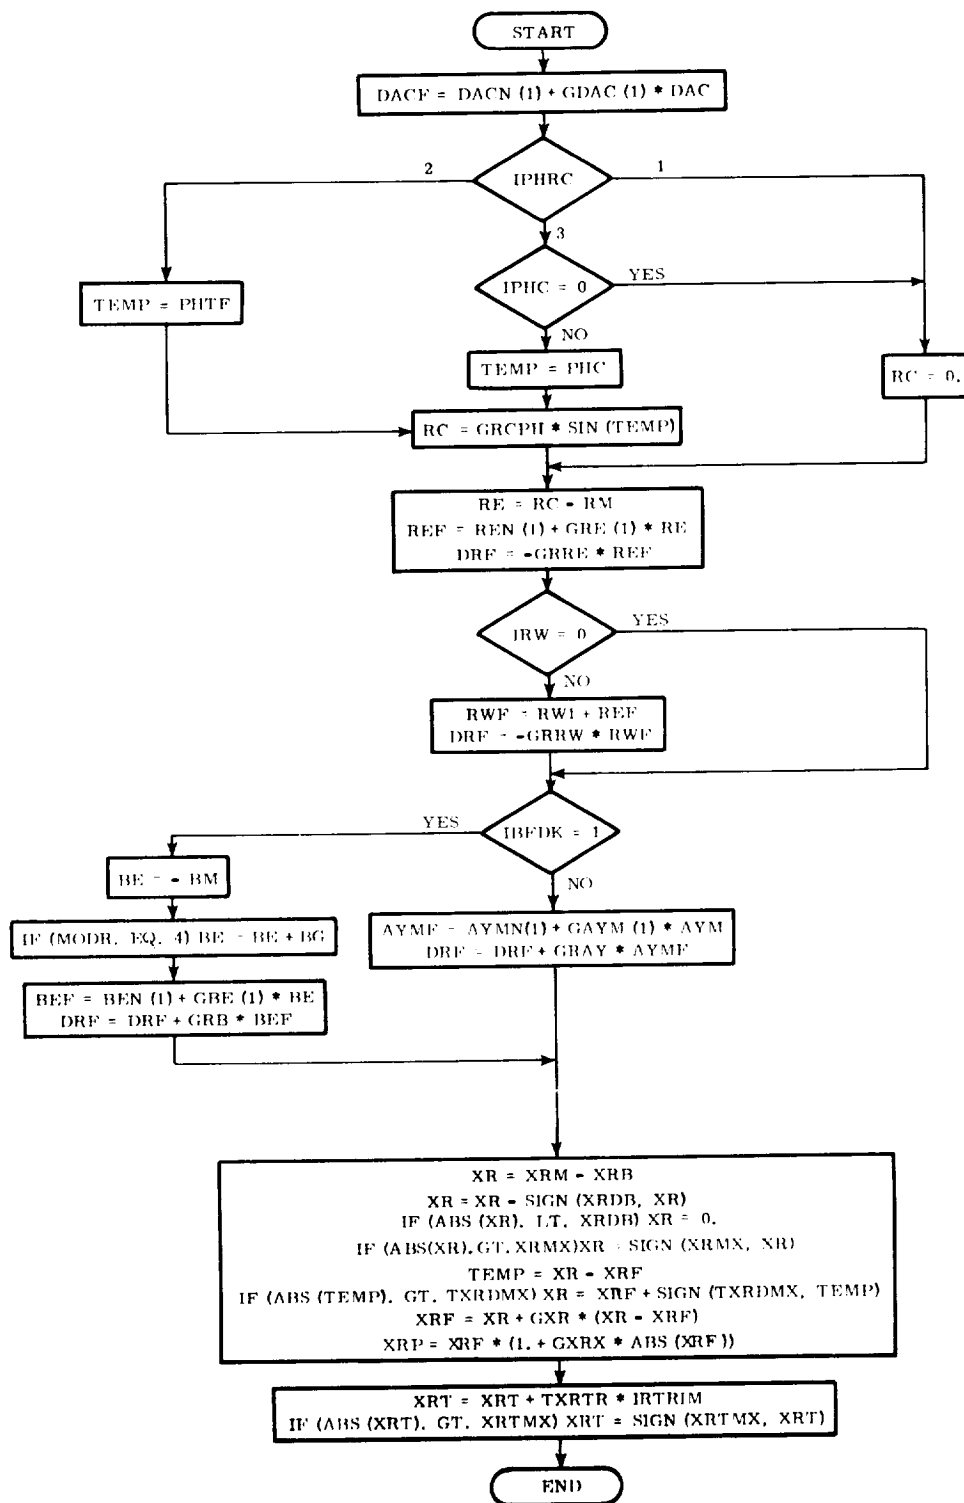 START
DACF = DACN (1) + GDAC (1) * DAC
2
IPHRC
1
3
IPHC = 0
YES
TEMP = PHTF
NO
TEMP = PHC
RC = 0.
RC = GRCPH * SIN (TEMP)
RE = RC - RM
REF = REN (1) + GRE (1) * RE
DRF = -GRRE * REF
IRW = 0
YES
NO
RWF = RWI + REF
DRF = -GRRW * RWF
YES
IBFDK = 1
BE = - BM
NO
IF (MODR. EQ. 4) BE = BE + BG
AYMF = AYMN(1) + GAYM (1) * AYM
DRF = DRF + GRAY * AYMF
BEF = BEN (1) + GBE (1) * BE
DRF = DRF + GRB * BEF
XR = XRM - XRB
XR = XR - SIGN (XRDB, XR)
IF (ABS (XR). LT. XRDB) XR = 0.
IF (ABS(XR).GT. XRMX)XR = SIGN (XRMX, XR)
TEMP = XR - XRF
IF (ABS (TEMP). GT. TXRDMX) XR = XRF + SIGN (TXRDMX, TEMP)
XRF = XR + GXR * (XR - XRF)
XRP = XRF * (1. + GXRX * ABS (XRF))
XRT = XRT + TXRTR * IRTRIM
IF (ABS (XRT). GT. XRTMX) XRT = SIGN (XRTMX, XRT)
END